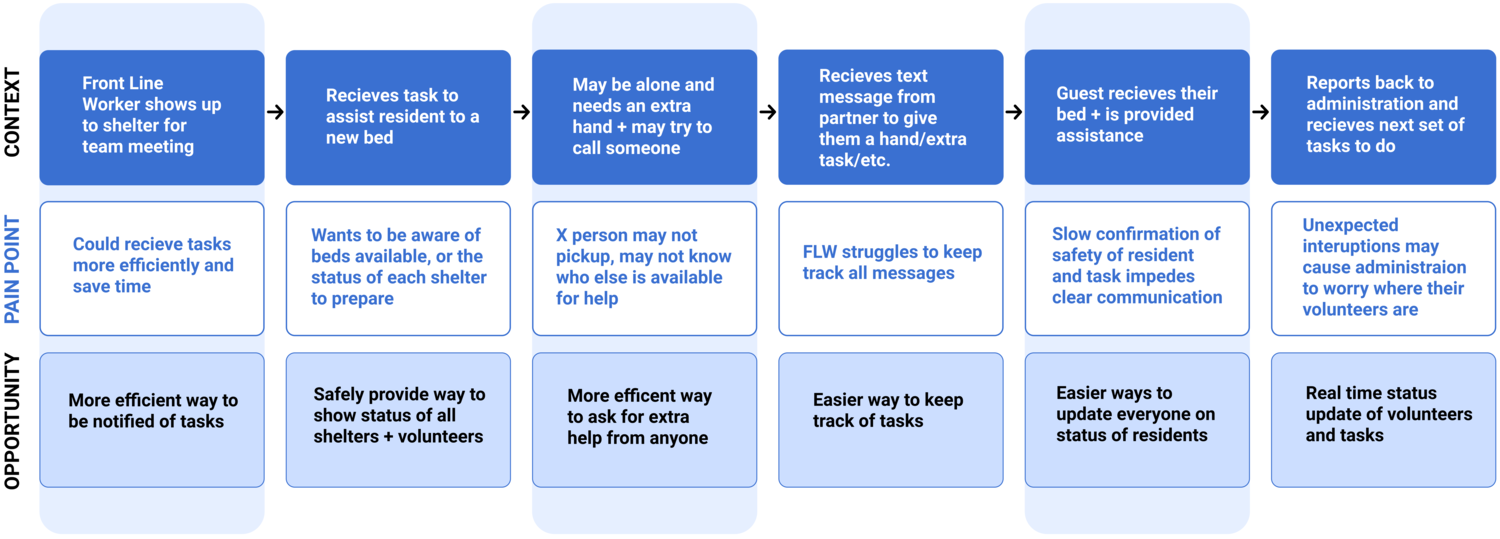 CONTEXT
Front Line
Worker shows up
to shelter for
team meeting
Recieves task to
assist resident to a
new bed
May be alone and
needs an extra
hand + may try to
call someone
Recieves text
message from
partner to give
them a hand/extra
task/etc.
Guest recieves their
bed + is provided
assistance
Reports back to
administration and
recieves next set of
tasks to do
PAIN POINT
Could recieve tasks
more efficiently and
save time
Wants to be aware of
beds available, or the
status of each shelter
to prepare
X person may not
pickup, may not know
who else is available
for help
FLW struggles to keep
track all messages
Slow confirmation of
safety of resident
and task impedes
clear communication
Unexpected
interuptions may
cause administraion
to worry where their
volunteers are
OPPORTUNITY
More efficient way to
be notified of tasks
Safely provide way to
show status of all
shelters + volunteers
More efficent way
to ask for extra
help from anyone
Easier way to keep
track of tasks
Easier ways to
update everyone on
status of residents
Real time status
update of volunteers
and tasks